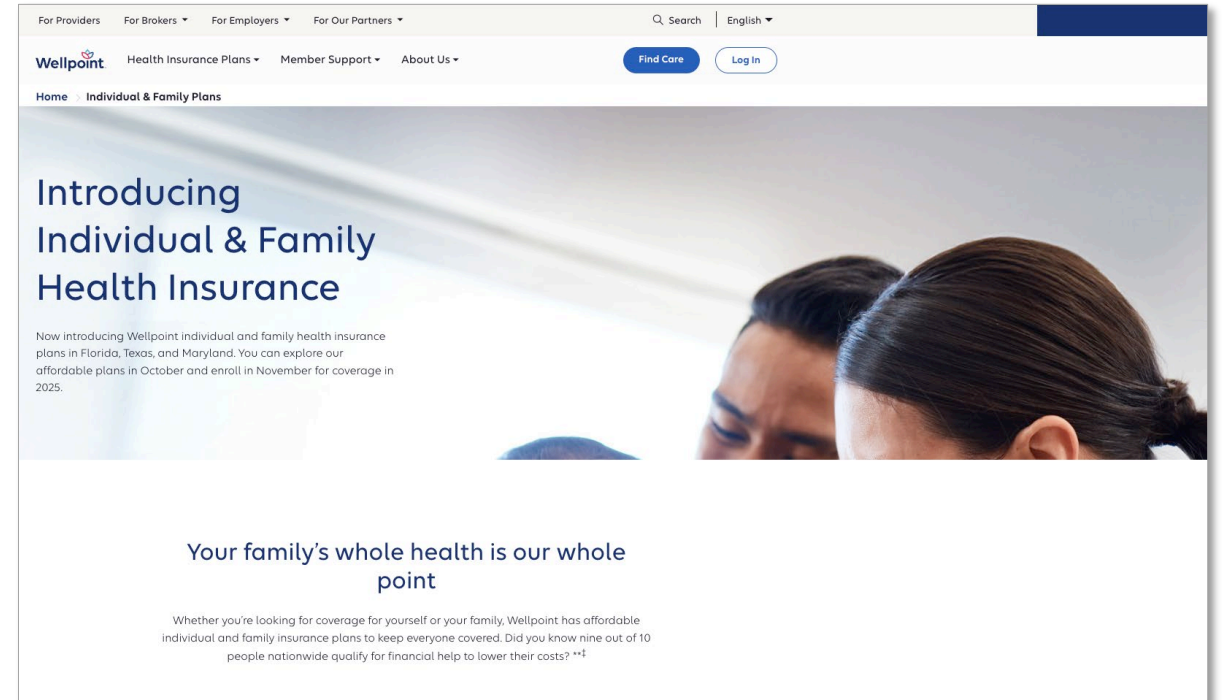 For Providers For Brokers For Employers For Our Partners Search English
Wellpoint Health Insurance Plans Member Support About Us Find Care Log In
Home > Individual & Family Plans
Introducing
Individual & Family
Health Insurance
Now introducing Wellpoint individual and family health insurance
plans in Florida, Texas, and Maryland. You can explore our
affordable plans in October and enroll in November for coverage in
2025.
Your family's whole health is our whole
point
Whether you're looking for coverage for yourself or your family, Wellpoint has affordable
individual and family insurance plans to keep everyone covered. Did you know nine out of 10
people nationwide qualify for financial help to lower their costs? **‡